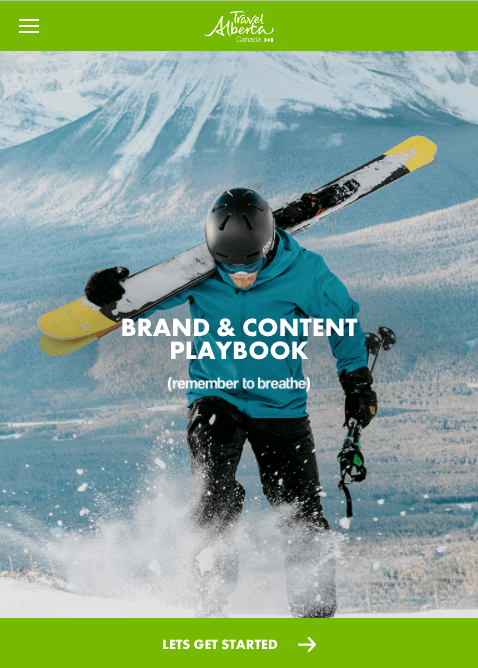 Travel
Alberta
Canada
BRAND & CONTENT
PLAYBOOK
(remember to breathe)
LETS GET STARTED